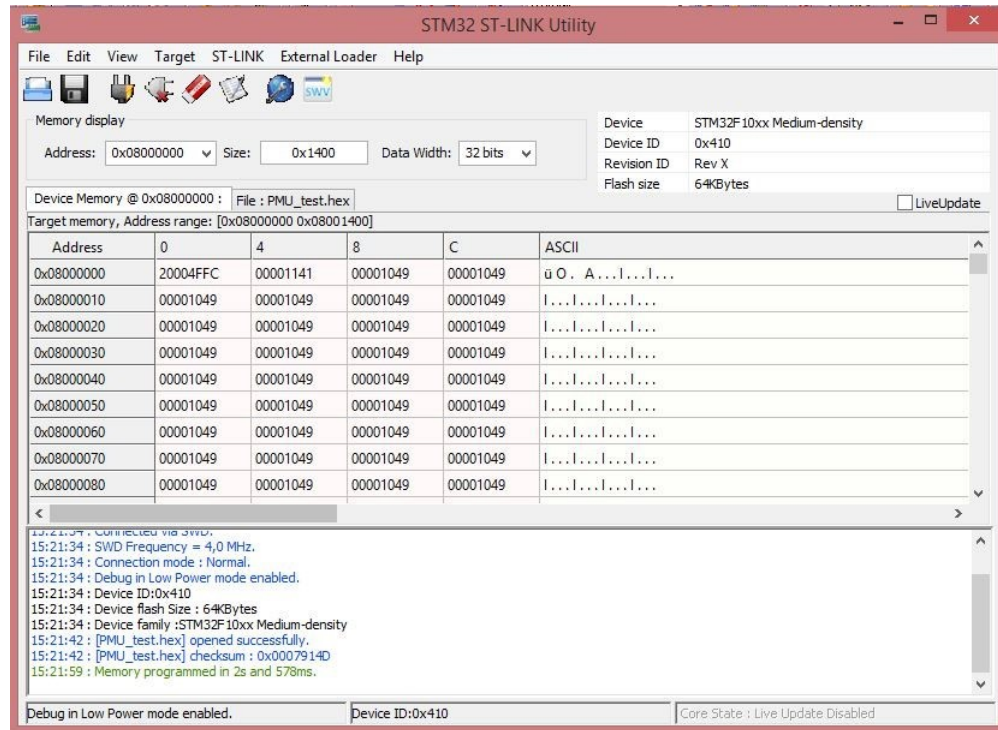 STM32 ST-LINK Utility
File Edit View Target ST-LINK External Loader Help
SWV
Memory display
Address: 0x08000000 Size: 0x1400 Data Width: 32 bits
Device STM32F10xx Medium-density
Device ID 0x410
Revision ID Rev X
Flash size 64KBytes
LiveUpdate
Device Memory @ 0x08000000 : File : PMU_test.hex
Target memory, Address range: [0x08000000 0x08001400]
Address 0 4 8 C ASCII
0x08000000 20004FFC 00001141 00001049 00001049 üO. A...I...I...
0x08000010 00001049 00001049 00001049 00001049 I...I...I...I...
0x08000020 00001049 00001049 00001049 00001049 I...I...I...I...
0x08000030 00001049 00001049 00001049 00001049 I...I...I...I...
0x08000040 00001049 00001049 00001049 00001049 I...I...I...I...
0x08000050 00001049 00001049 00001049 00001049 I...I...I...I...
0x08000060 00001049 00001049 00001049 00001049 I...I...I...I...
0x08000070 00001049 00001049 00001049 00001049 I...I...I...I...
0x08000080 00001049 00001049 00001049 00001049 I...I...I...I...
15:21:34 : Connected via SWD.
15:21:34 : SWD Frequency = 4,0 MHz.
15:21:34 : Connection mode : Normal.
15:21:34 : Debug in Low Power mode enabled.
15:21:34 : Device ID:0x410
15:21:34 : Device flash Size : 64KBytes
15:21:34 : Device family :STM32F10xx Medium-density
15:21:42 : [PMU_test.hex] opened successfully.
15:21:42 : [PMU_test.hex] checksum : 0x0007914D
15:21:59 : Memory programmed in 2s and 578ms.
Debug in Low Power mode enabled. Device ID:0x410 Core State : Live Update Disabled